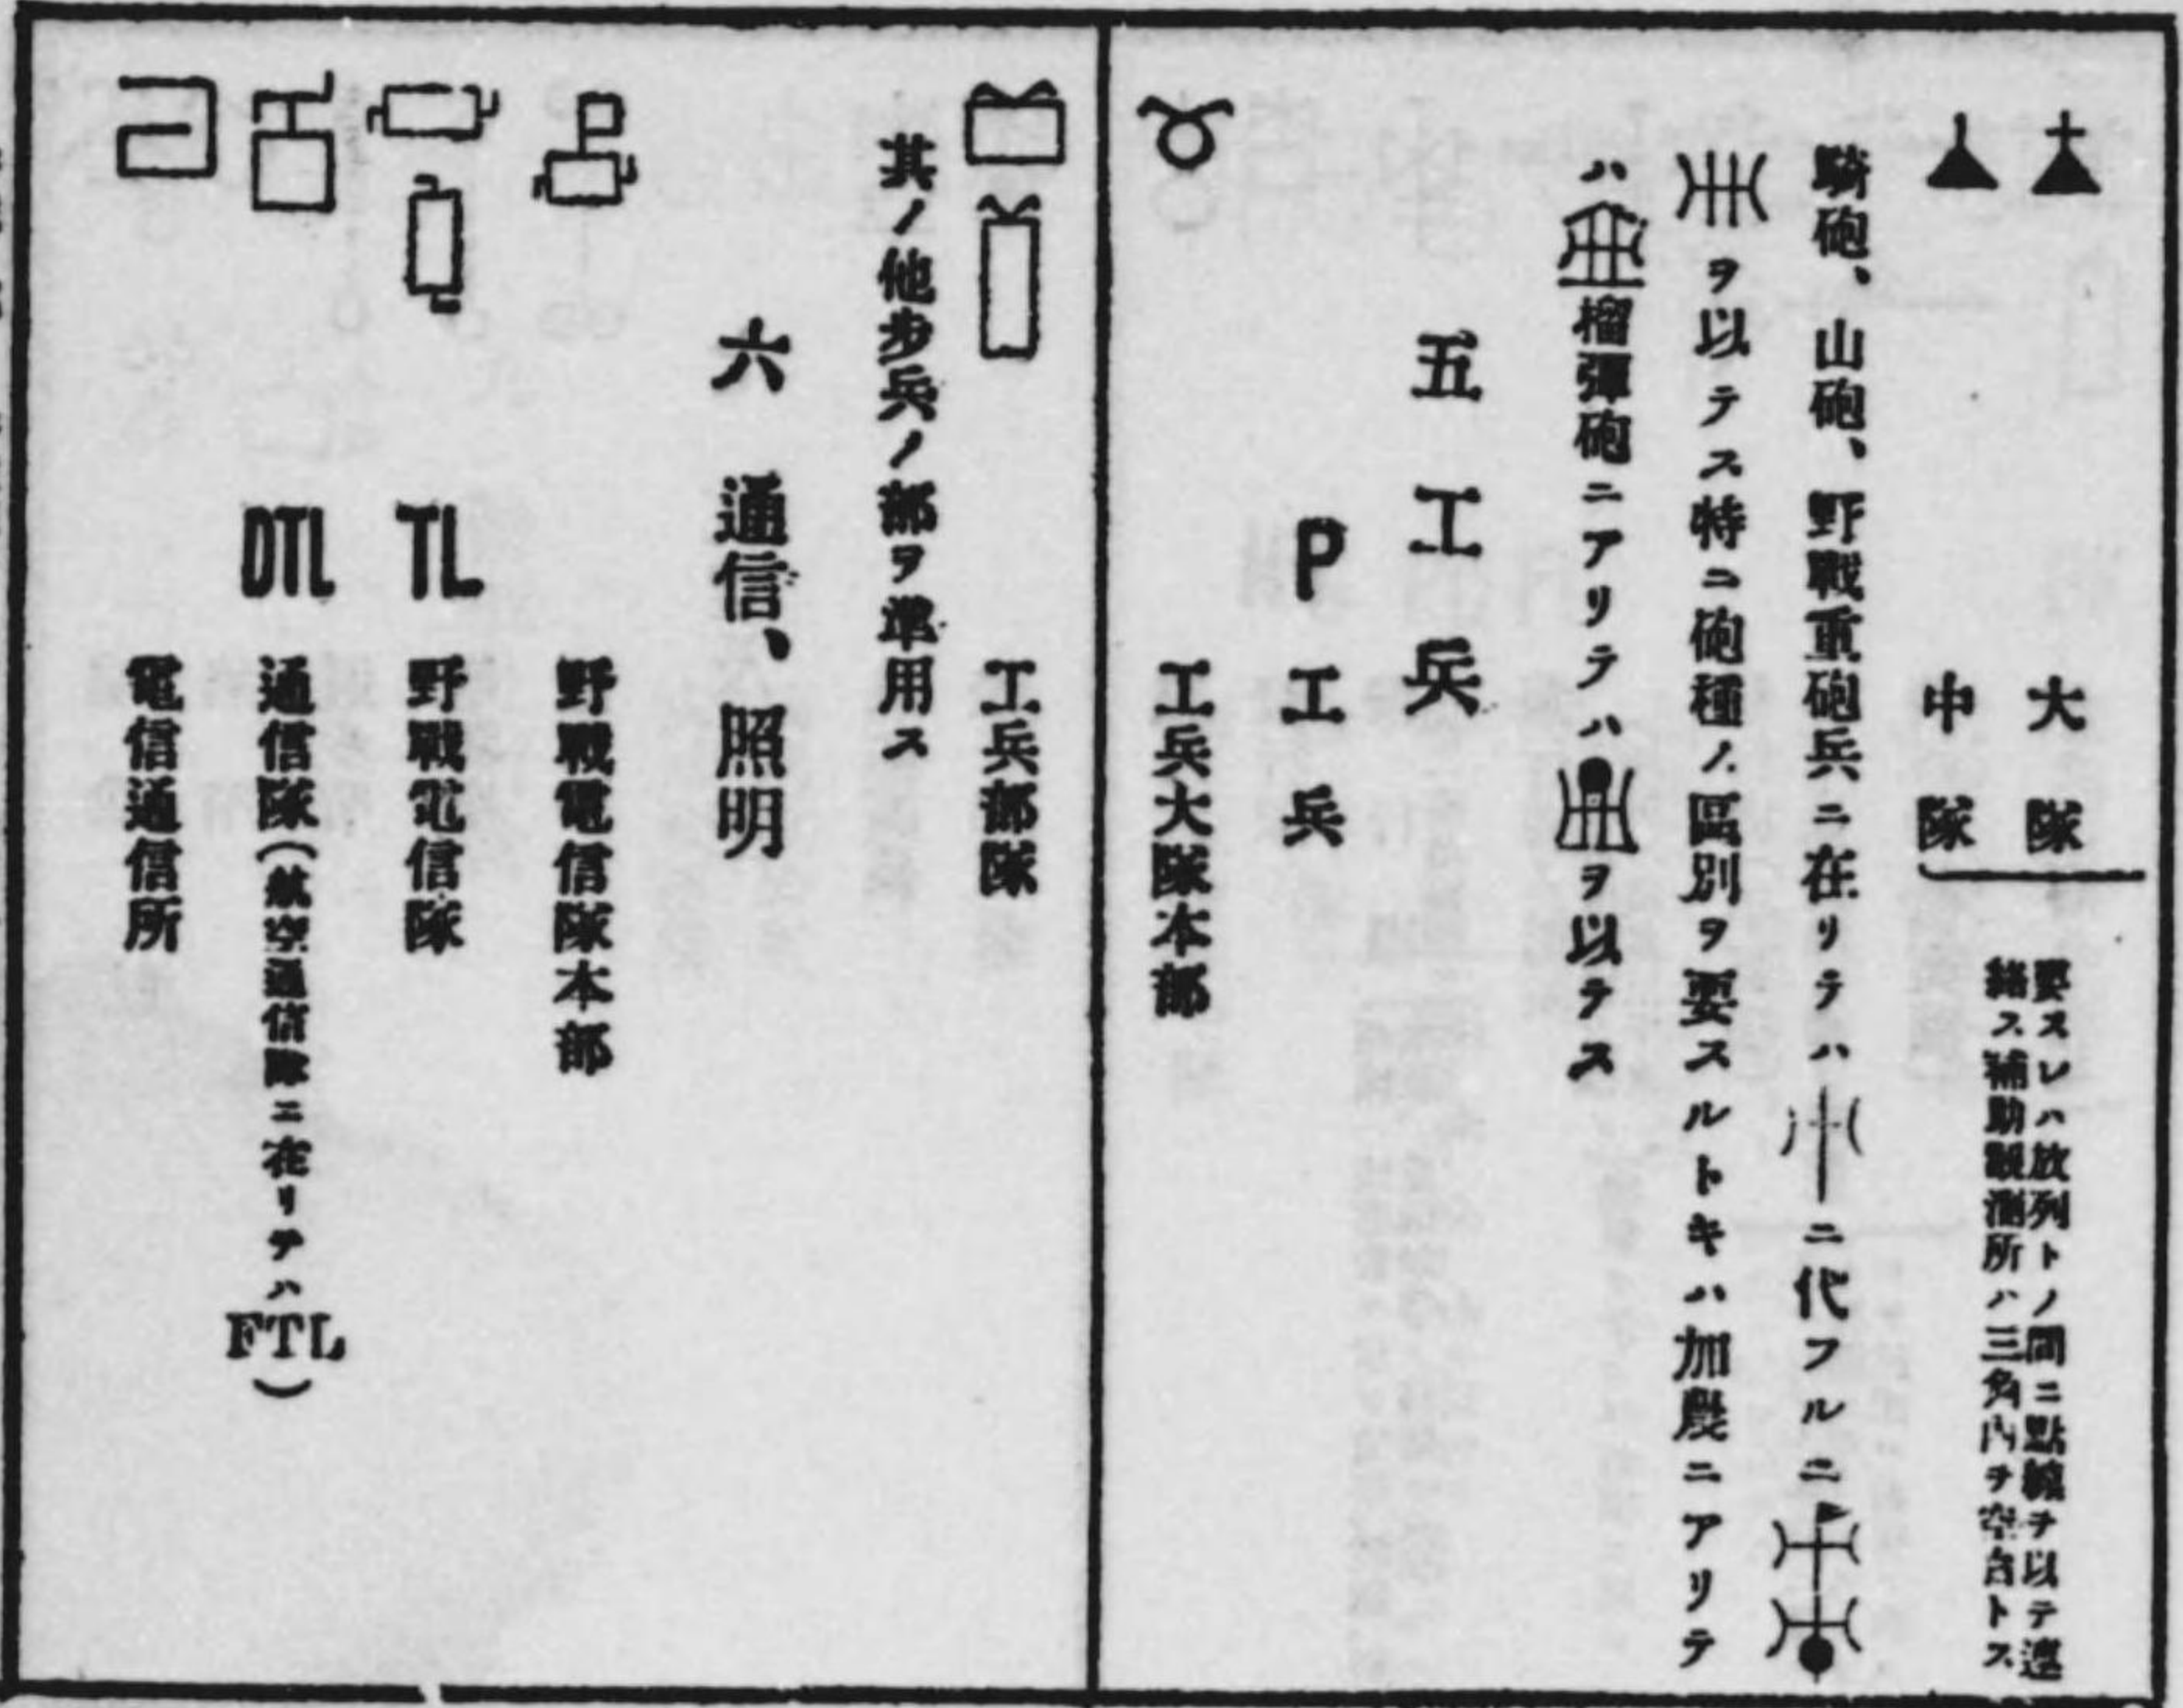 大隊
中隊
要スレハ放列トノ間ニ點線ヲ以テ連
絡ス補助觀測所ハ三角內ヲ空白トス
騎砲、山砲、野戰重砲兵ニ在リテハ ニ代フルニ
ヲ以テス特ニ砲種ノ區別ヲ要スルトキハ加農ニアリテ
ハ 榴彈砲ニアリテハ ヲ以テス
五 工兵
P 工兵
工兵大隊本部
工兵部隊
其ノ他步兵ノ部ヲ準用ス
六 通信、照明
野戰電信隊本部
TL 野戰電信隊
DTL 通信隊(航空通信隊ニ在リテハFTL)
電信通信所